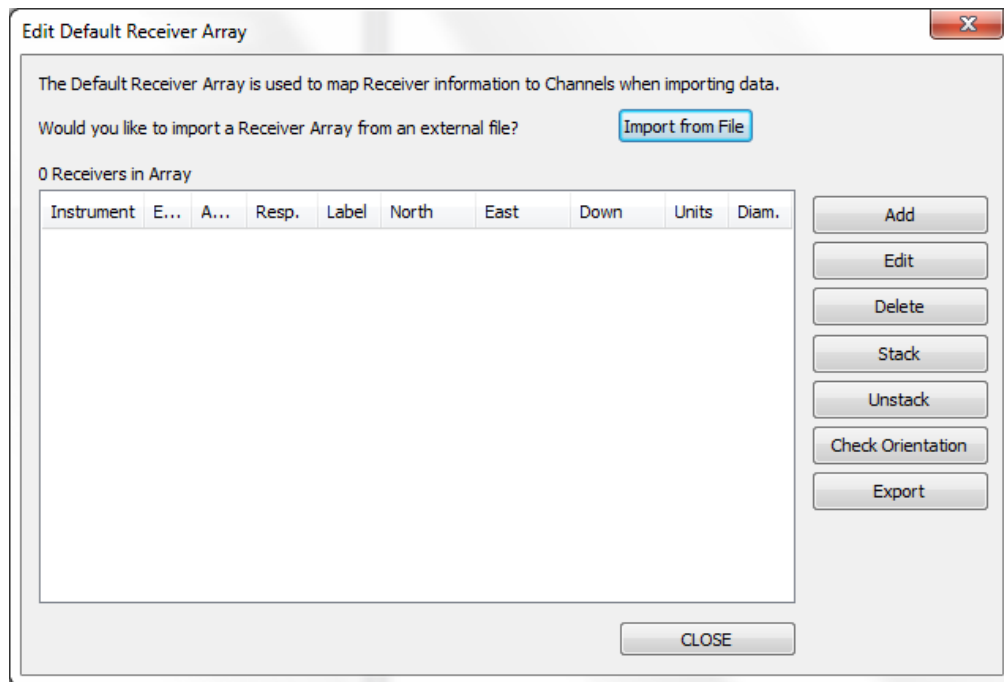 Edit Default Receiver Array
The Default Receiver Array is used to map Receiver information to Channels when importing data.
Would you like to import a Receiver Array from an external file? Import from File
0 Receivers in Array
Instrument E... A... Resp. Label North East Down Units Diam.
Add
Edit
Delete
Stack
Unstack
Check Orientation
Export
CLOSE